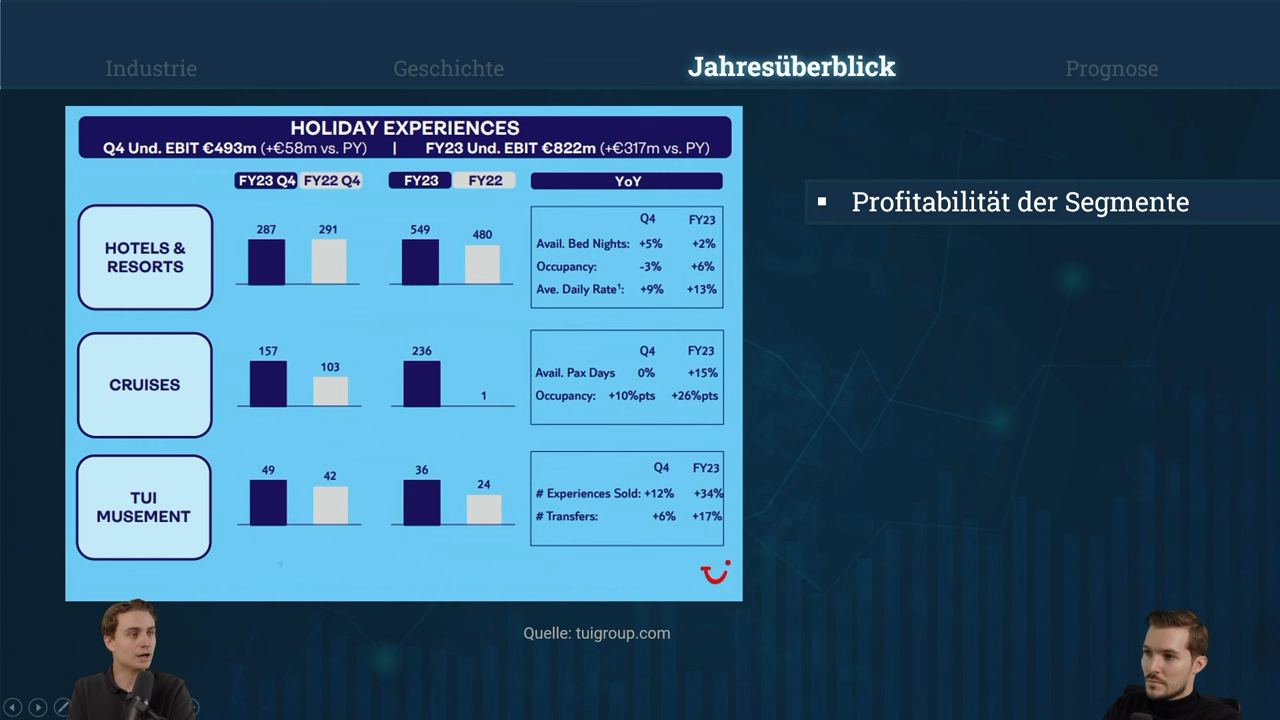 Industrie
Geschichte
Jahresüberblick
Prognose
HOLIDAY EXPERIENCES
Q4 Und. EBIT €493m (+€58m vs. PY) | FY23 Und. EBIT €822m (+€317m vs. PY)
FY23 Q4 FY22 Q4 FY23 FY22 YoY
HOTELS &
RESORTS
287 291 549 480
Q4 FY23
Avail. Bed Nights: +5% +2%
Occupancy: -3% +6%
Ave. Daily Rate¹: +9% +13%
CRUISES
157 103 236 1
Q4 FY23
Avail. Pax Days 0% +15%
Occupancy: +10%pts +26%pts
TUI
MUSEMENT
49 42 36 24
Q4 FY23
# Experiences Sold: +12% +34%
# Transfers: +6% +17%
▪ Profitabilität der Segmente
Quelle: tuigroup.com